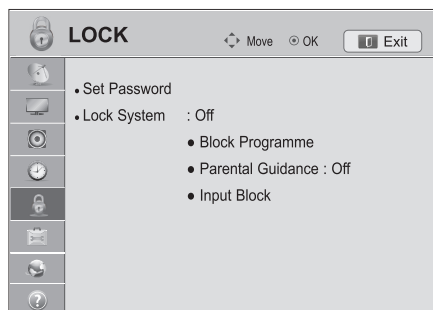 LOCK Move OK Exit
• Set Password
• Lock System : Off
• Block Programme
• Parental Guidance : Off
• Input Block
?